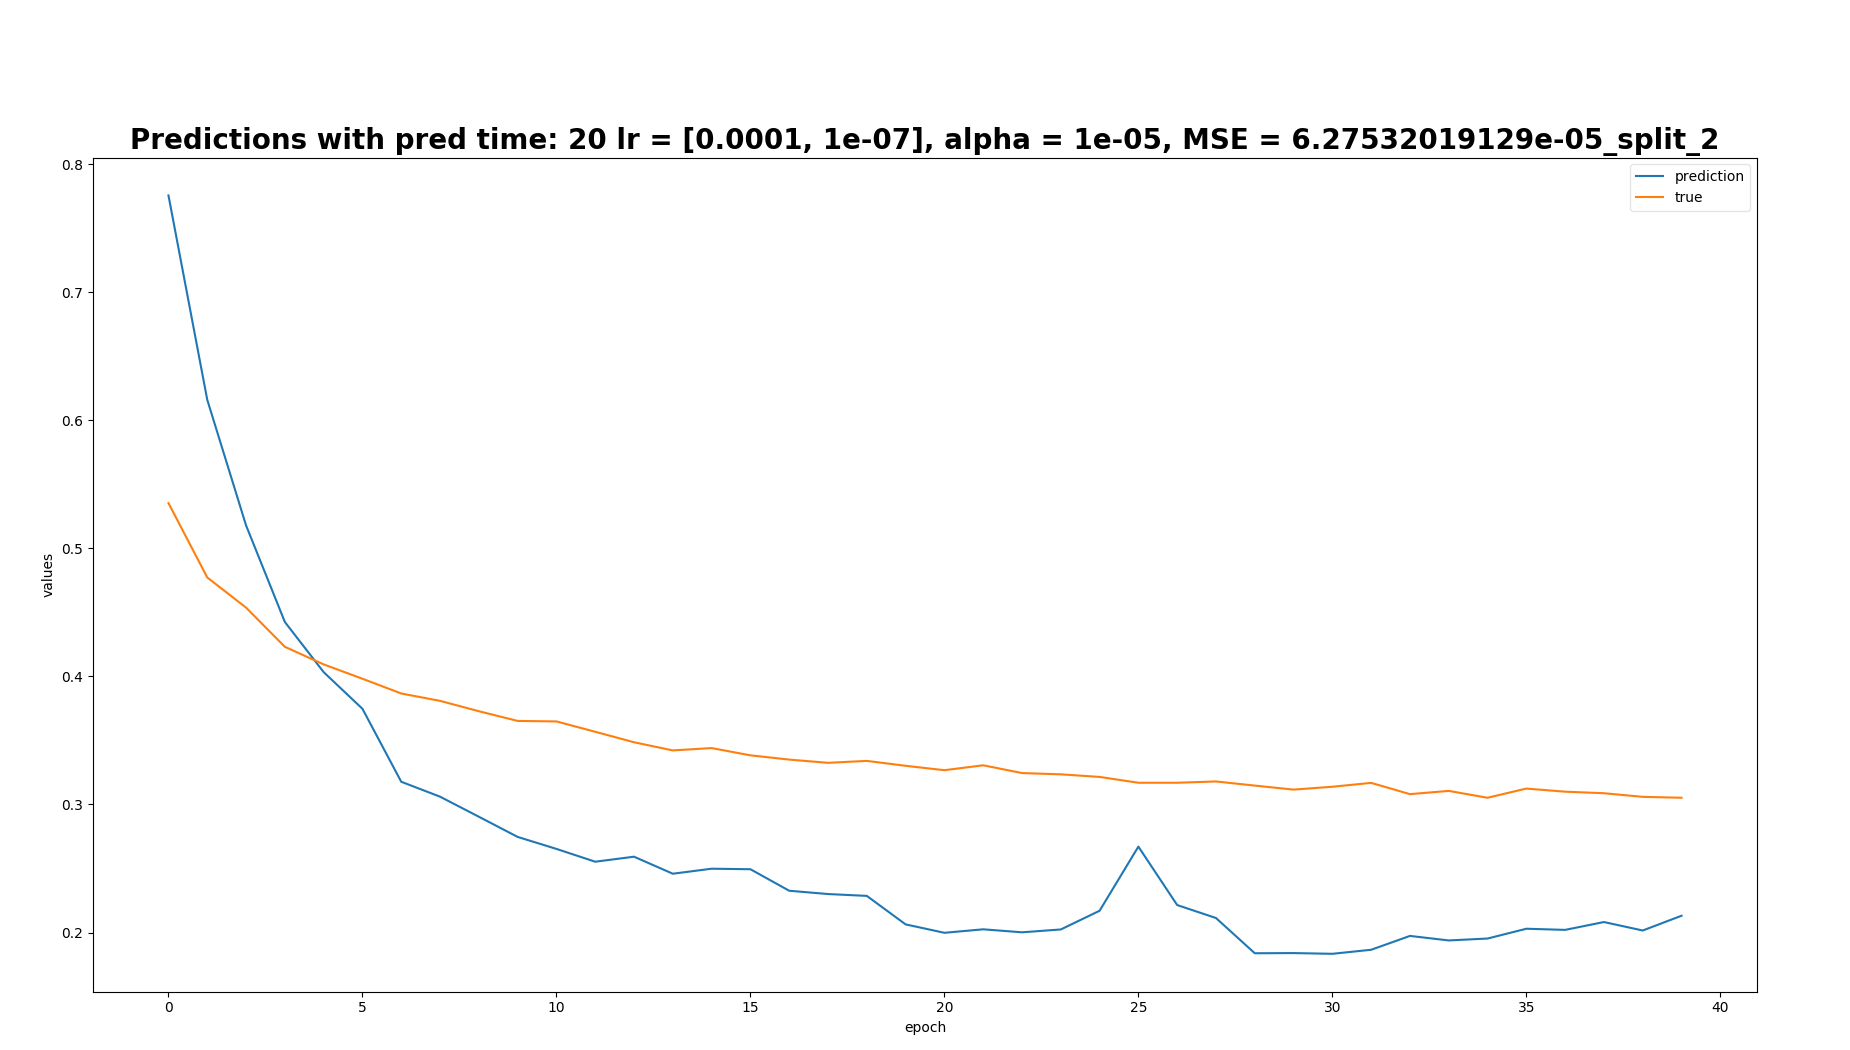 Predictions with pred time: 20 lr = [0.0001, 1e-07], alpha = 1e-05, MSE = 6.27532019129e-05_split_2
prediction
true
values
0.8
0.7
0.6
0.5
0.4
0.3
0.2
0 5 10 15 20 25 30 35 40
epoch